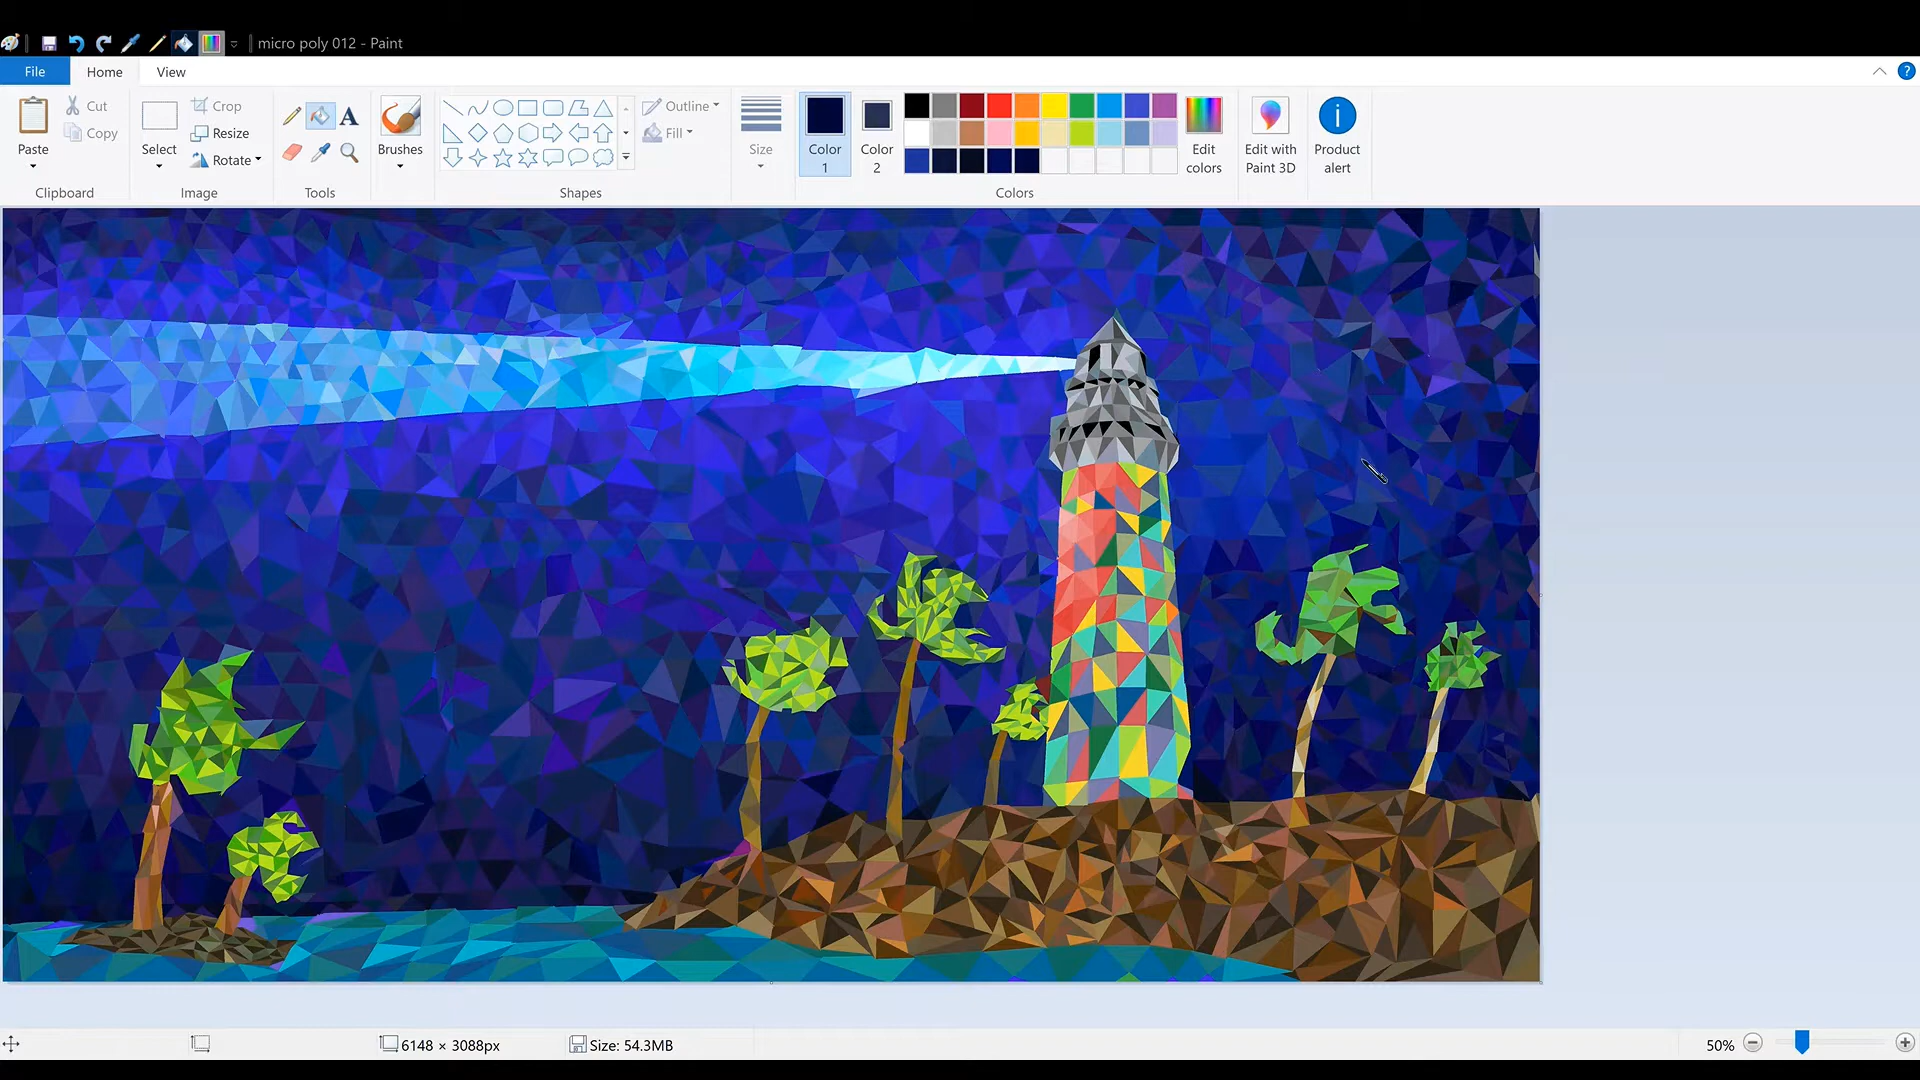 micro poly 012 - Paint
File Home View
Paste
Cut
Copy
Clipboard
Select
Crop
Resize
Rotate
Image
A
Tools
Brushes
Outline
Fill
Shapes
Size
Color
1
Color
2
Edit
colors
Colors
Edit with
Paint 3D
Product
alert
6148 × 3088px
Size: 54.3MB
50%